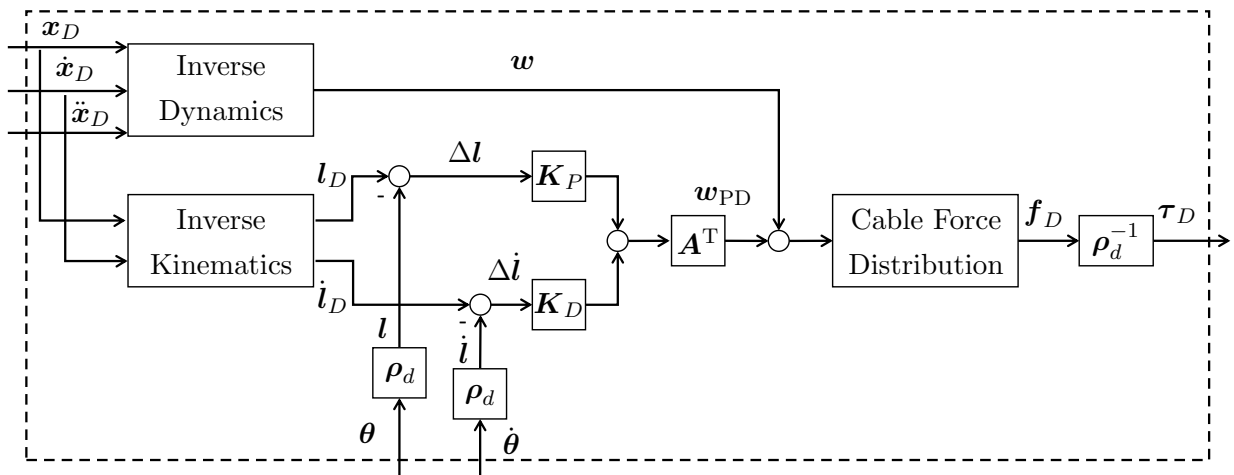 𝒙_D
𝒙̇_D
𝒙̈_D
Inverse
Dynamics
𝒘
Inverse
Kinematics
𝒍_D
-
Δ𝒍
𝑲_P
𝒍̇_D
-
Δ𝒍̇
𝑲_D
𝒘_PD
𝑨^T
Cable Force
Distribution
𝒇_D
𝝆_d^{-1}
𝝉_D
𝒍
𝝆_d
𝜽
𝒍̇
𝝆_d
𝜽̇